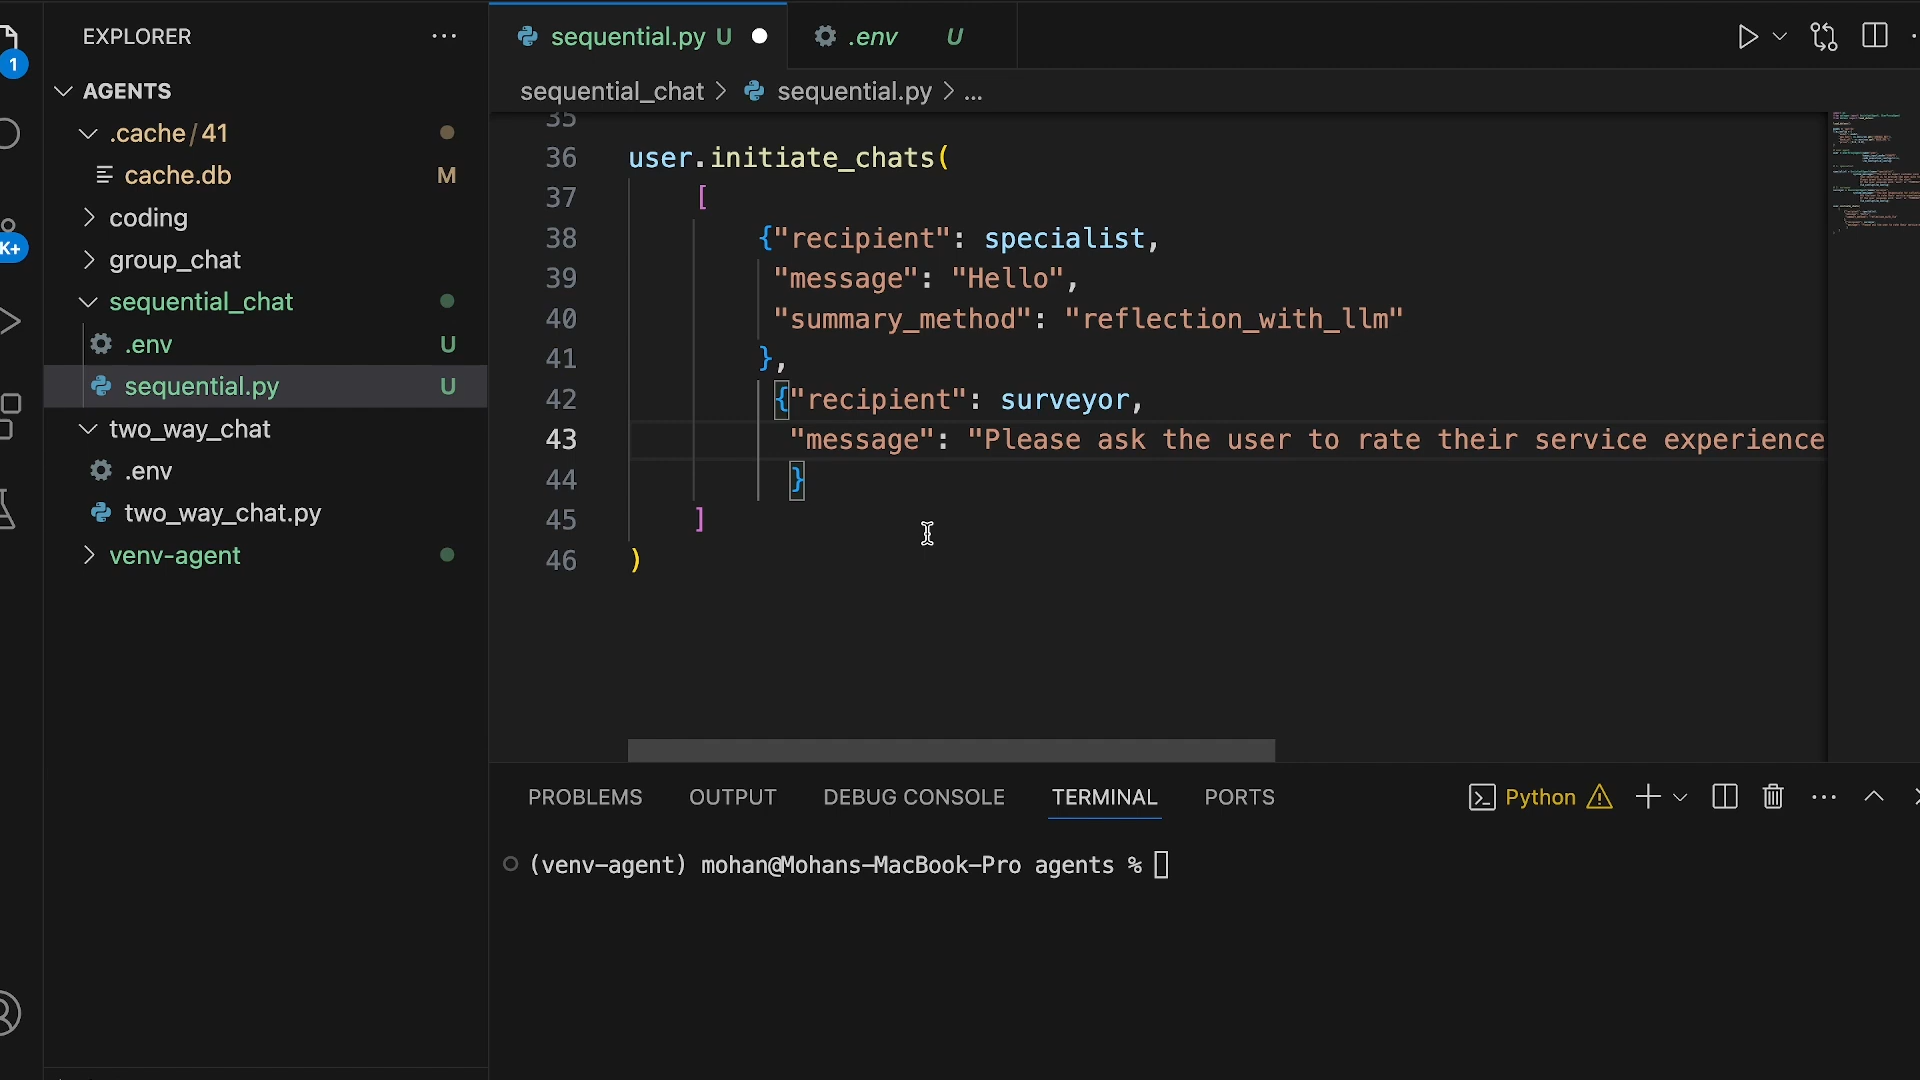 EXPLORER
AGENTS
.cache/41
cache.db M
coding
group_chat
sequential_chat
.env U
sequential.py U
two_way_chat
.env
two_way_chat.py
venv-agent
1
K+
sequential.py U
.env U
sequential_chat > sequential.py > ...
35
36 user.initiate_chats(
37 [
38 {"recipient": specialist,
39 "message": "Hello",
40 "summary_method": "reflection_with_llm"
41 },
42 {"recipient": surveyor,
43 "message": "Please ask the user to rate their service experience
44 }
45 ]
46 )
PROBLEMS OUTPUT DEBUG CONSOLE TERMINAL PORTS
Python
(venv-agent) mohan@Mohans-MacBook-Pro agents %